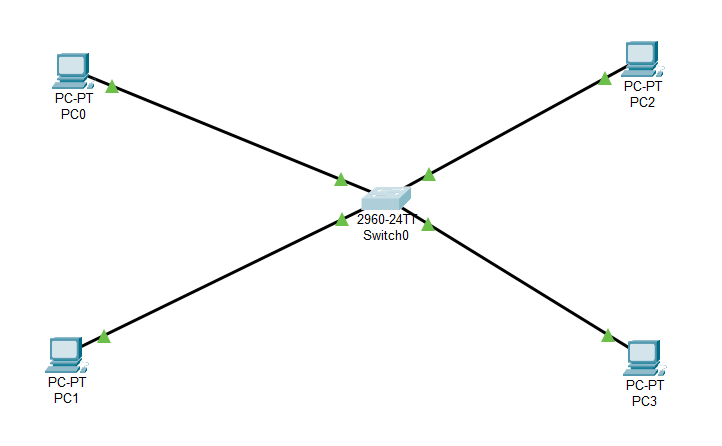 PC-PT
PC0
PC-PT
PC2
2960-24TT
Switch0
PC-PT
PC1
PC-PT
PC3